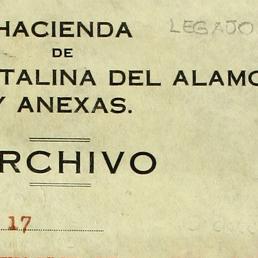 HACIENDA
LEGAJO
DE
TALINA DEL ALAMO
Y ANEXAS.
RCHIVO
17